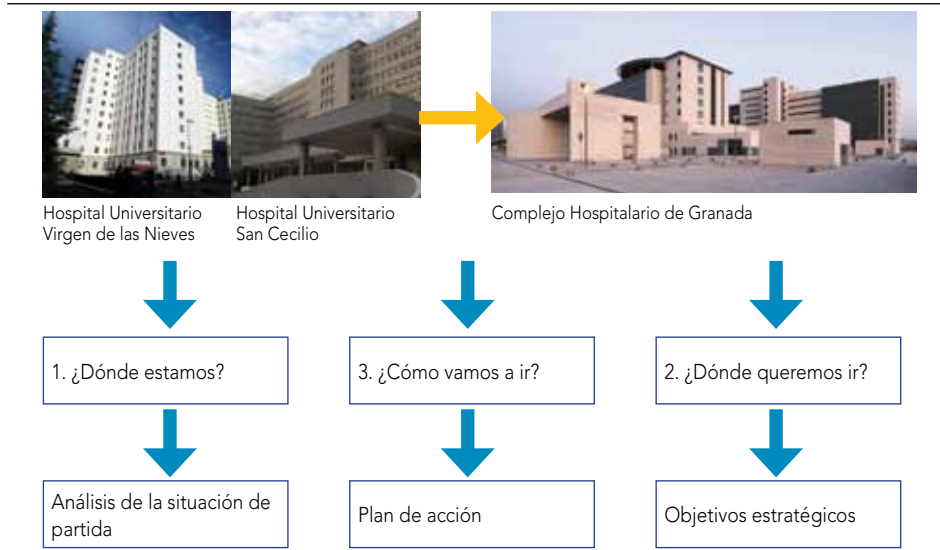 Hospital Universitario
Virgen de las Nieves
Hospital Universitario
San Cecilio
Complejo Hospitalario de Granada
1. ¿Dónde estamos?
3. ¿Cómo vamos a ir?
2. ¿Dónde queremos ir?
Análisis de la situación de
partida
Plan de acción
Objetivos estratégicos